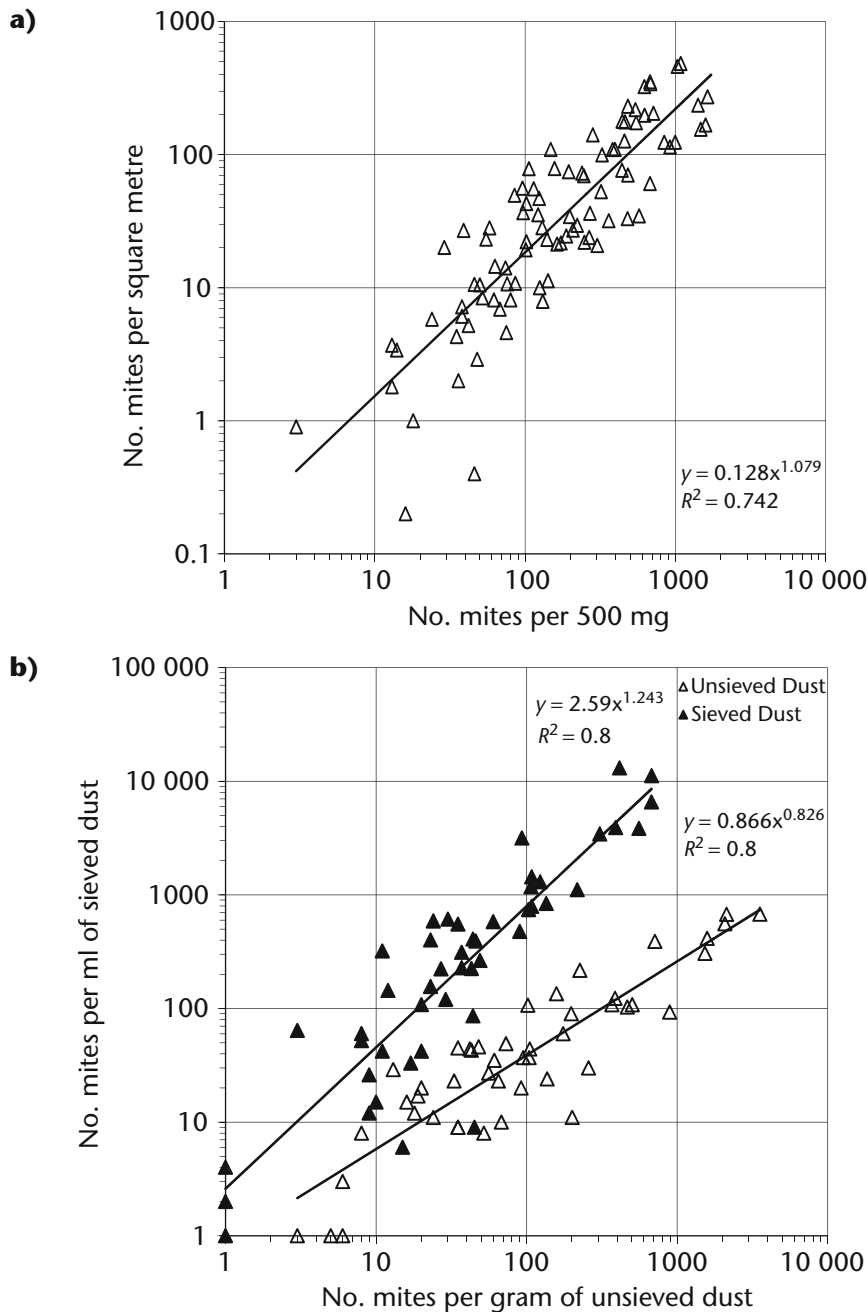 a)
1000
100
10
1
0.1
No. mites per square metre
y = 0.128x^1.079
R² = 0.742
1 10 100 1000 10 000
No. mites per 500 mg
b)
100 000
10 000
1000
100
10
1
No. mites per ml of sieved dust
Unsieved Dust
Sieved Dust
y = 2.59x^1.243
R² = 0.8
y = 0.866x^0.826
R² = 0.8
1 10 100 1000 10 000
No. mites per gram of unsieved dust